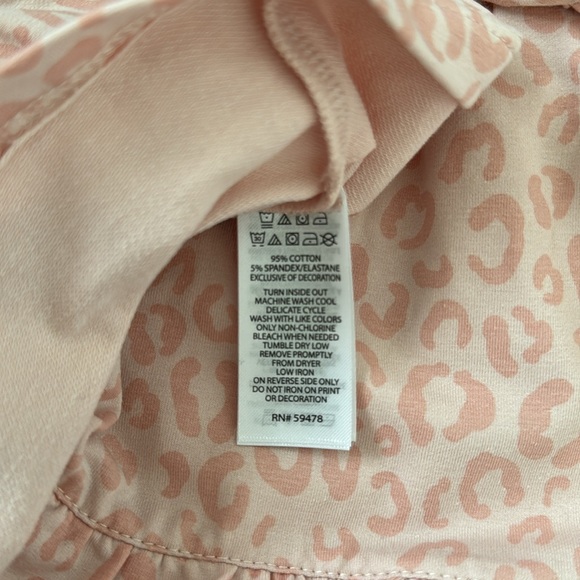 95% COTTON
5% SPANDEX/ELASTANE
EXCLUSIVE OF DECORATION
TURN INSIDE OUT
MACHINE WASH COOL
DELICATE CYCLE
WASH WITH LIKE COLORS
ONLY NON-CHLORINE
BLEACH WHEN NEEDED
TUMBLE DRY LOW
REMOVE PROMPTLY
FROM DRYER
LOW IRON
ON REVERSE SIDE ONLY
DO NOT IRON ON PRINT
OR DECORATION
RN# 59478